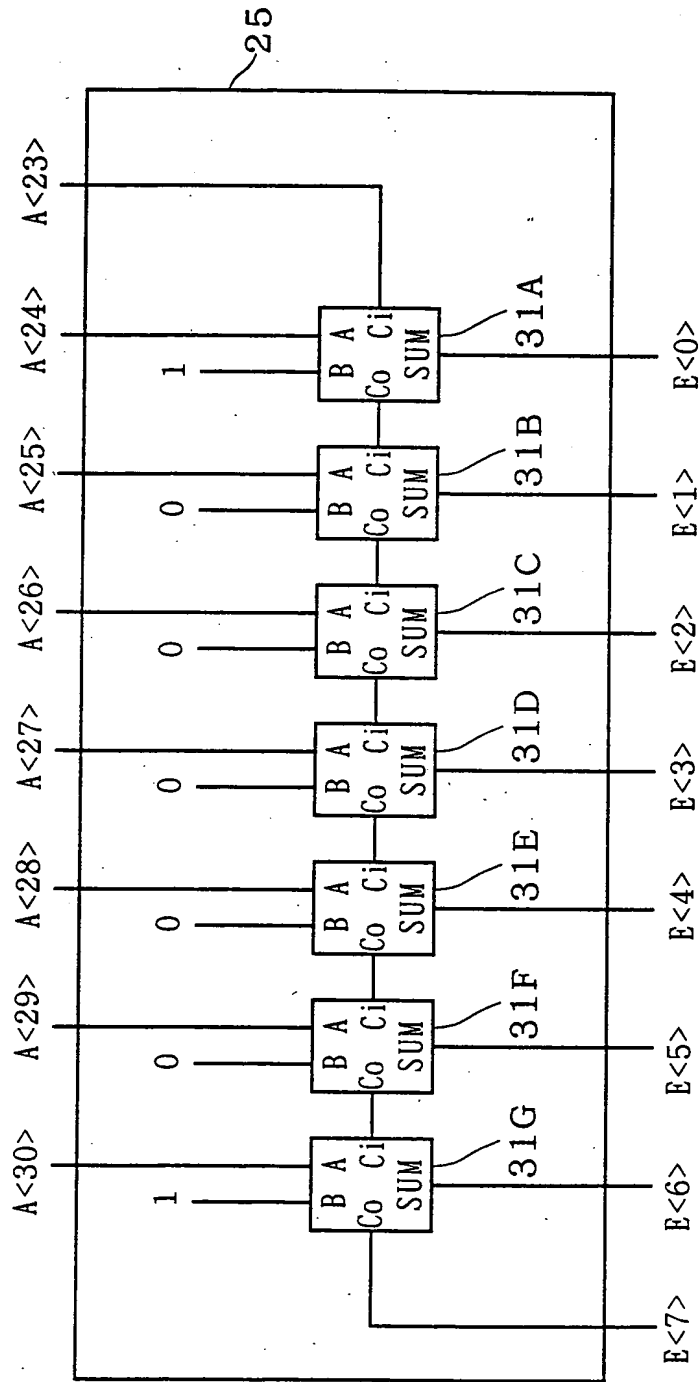 A<30> A<29> A<28> A<27> A<26> A<25> A<24> A<23>
25
1 0 0 0 0 0 1
B A B A B A B A B A B A B A
Co Ci Co Ci Co Ci Co Ci Co Ci Co Ci Co Ci
SUM SUM SUM SUM SUM SUM SUM
31G 31F 31E 31D 31C 31B 31A
E<7> E<6> E<5> E<4> E<3> E<2> E<1> E<0>